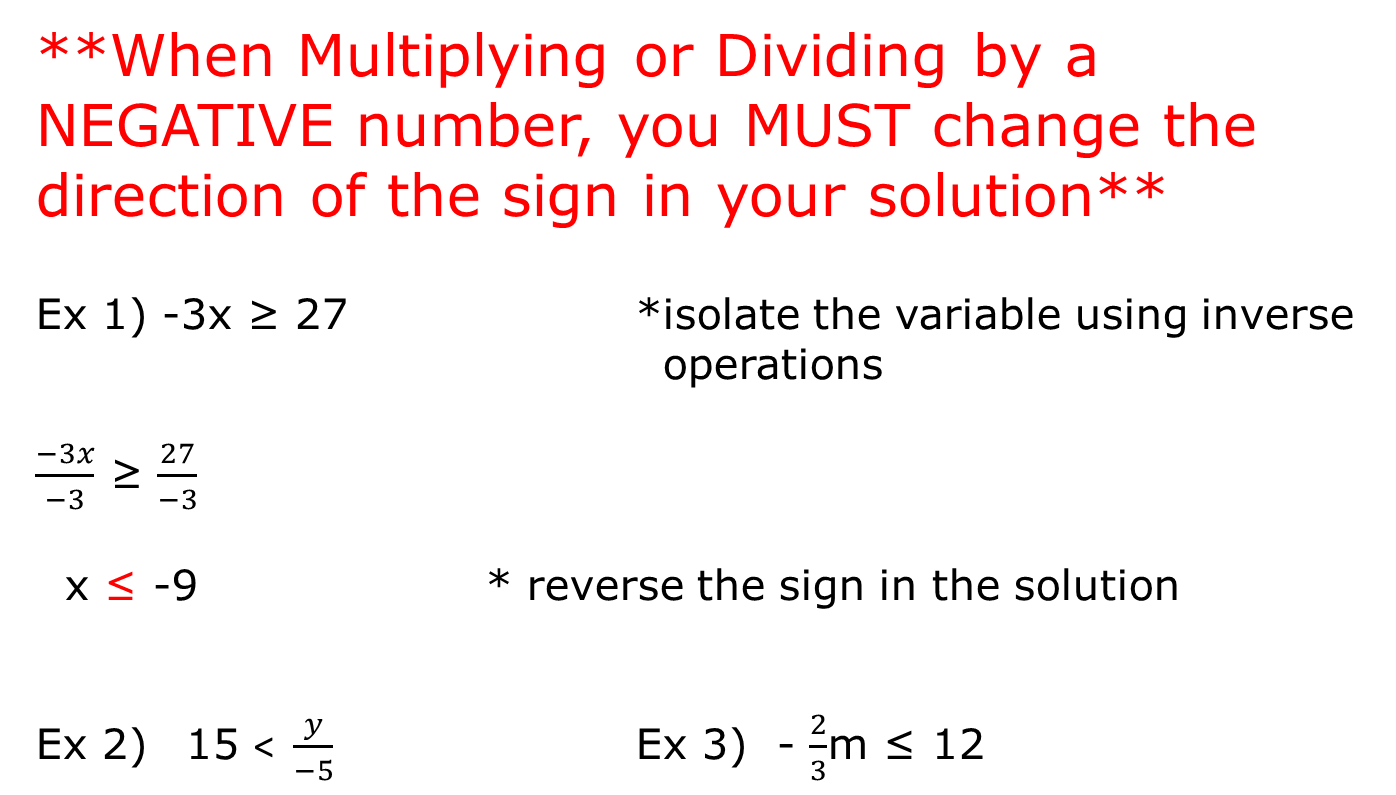 **When Multiplying or Dividing by a
NEGATIVE number, you MUST change the
direction of the sign in your solution**
Ex 1) -3x ≥ 27 *isolate the variable using inverse
operations
−3x/−3 ≥ 27/−3
x ≤ -9 * reverse the sign in the solution
Ex 2) 15 < y/−5 Ex 3) - 2/3m ≤ 12